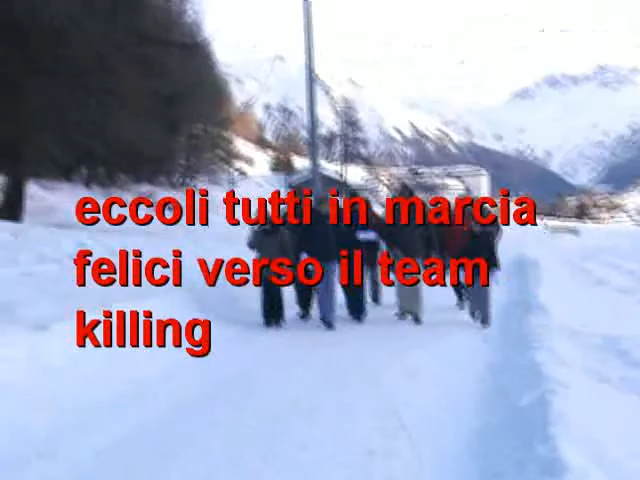 eccoli tutti in marcia
felici verso il team
killing